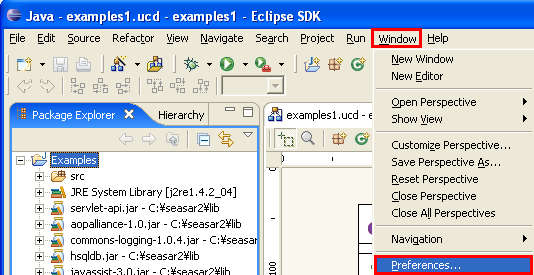 Java - examples1.ucd - examples1 - Eclipse SDK
File Edit Source Refactor View Navigate Search Project Run Window Help
New Window
New Editor
Open Perspective
Show View
Customize Perspective...
Save Perspective As...
Reset Perspective
Close Perspective
Close All Perspectives
Navigation
Preferences...
Package Explorer Hierarchy
Examples
src
JRE System Library [j2re1.4.2_04]
servlet-api.jar - C:¥seasar2¥lib
aopalliance-1.0.jar - C:¥seasar2¥lib
commons-logging-1.0.4.jar - C:¥seasar2¥lib
hsqldb.jar - C:¥seasar2¥lib
javassist-3.0.jar - C:¥seasar2¥lib
examples1.ucd - e
0
0
100